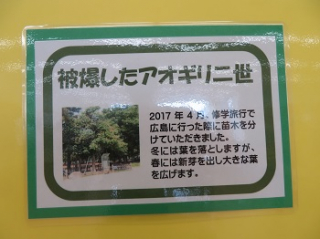 被爆したアオギリ二世
2017年4月、修学旅行で
広島に行った際に苗木を分
けていただきました。
冬には葉を落としますが、
春には新芽を出し大きな葉
を広げます。